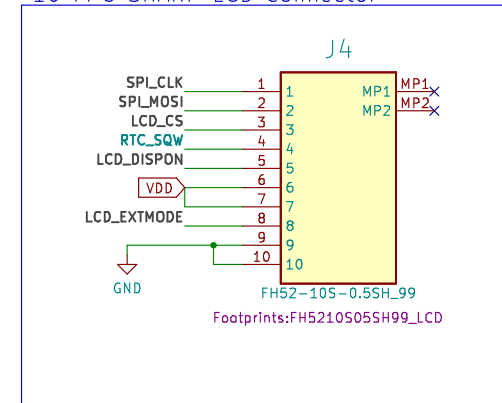 J4
SPI_CLK 1 1 MP1 MP1
SPI_MOSI 2 2 MP2 MP2
LCD_CS 3 3
RTC_SQW 4 4
LCD_DISPON 5 5
VDD 6 6
7 7
LCD_EXTMODE 8 8
9 9
10 10
GND
FH52-10S-0.5SH_99
Footprints:FH5210S05SH99_LCD